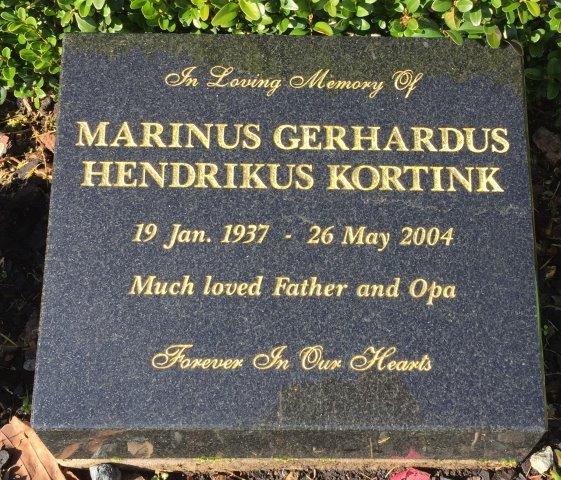 In Loving Memory Of
MARINUS GERHARDUS
HENDRIKUS KORTINK
19 Jan. 1937 - 26 May 2004
Much loved Father and Opa
Forever In Our Hearts